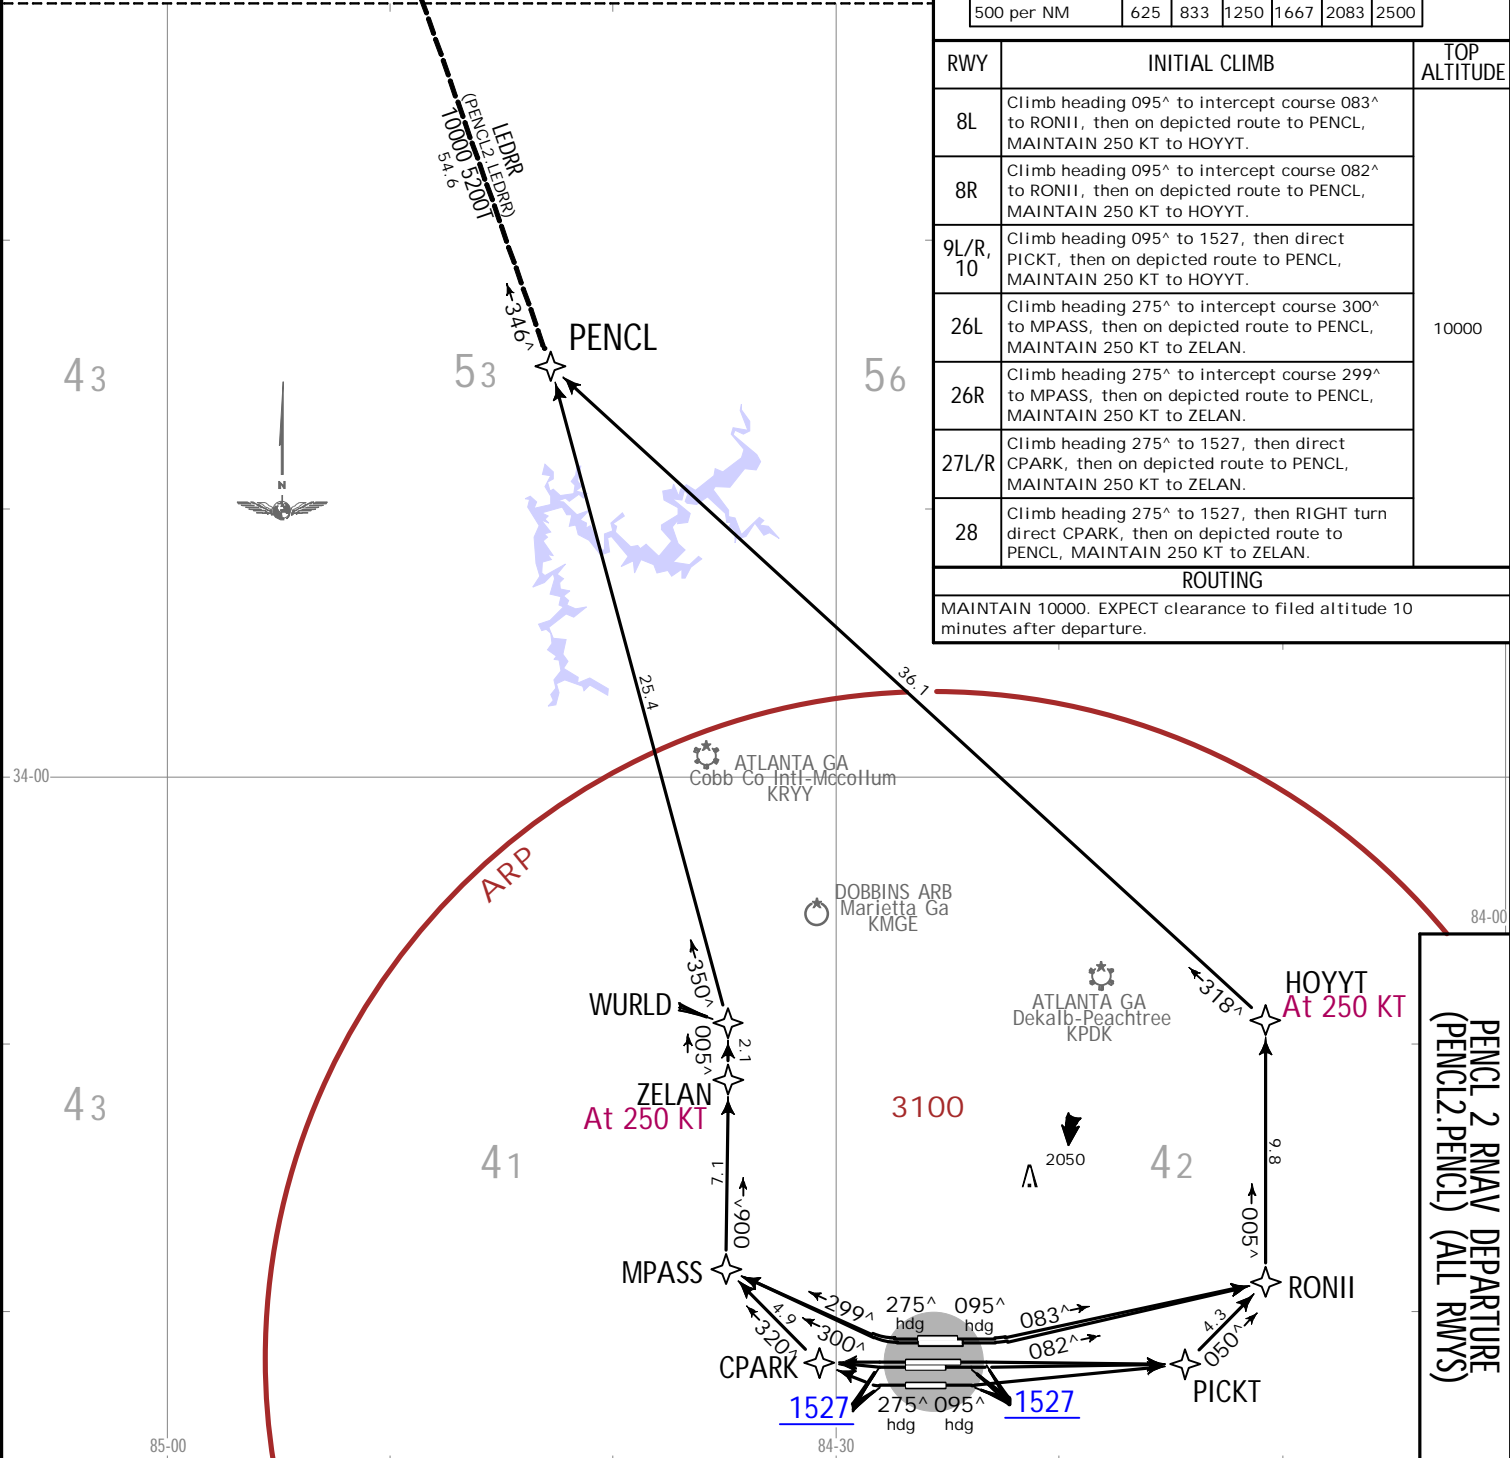 500 per NM 625 833 1250 1667 2083 2500
RWY INITIAL CLIMB TOP ALTITUDE
8L
Climb heading 095^ to intercept course 083^
to RONII, then on depicted route to PENCL,
MAINTAIN 250 KT to HOYYT.
8R
Climb heading 095^ to intercept course 082^
to RONII, then on depicted route to PENCL,
MAINTAIN 250 KT to HOYYT.
9L/R,
10
Climb heading 095^ to 1527, then direct
PICKT, then on depicted route to PENCL,
MAINTAIN 250 KT to HOYYT.
26L
Climb heading 275^ to intercept course 300^
to MPASS, then on depicted route to PENCL,
MAINTAIN 250 KT to ZELAN.
10000
26R
Climb heading 275^ to intercept course 299^
to MPASS, then on depicted route to PENCL,
MAINTAIN 250 KT to ZELAN.
27L/R
Climb heading 275^ to 1527, then direct
CPARK, then on depicted route to PENCL,
MAINTAIN 250 KT to ZELAN.
28
Climb heading 275^ to 1527, then RIGHT turn
direct CPARK, then on depicted route to
PENCL, MAINTAIN 250 KT to ZELAN.
ROUTING
MAINTAIN 10000. EXPECT clearance to filed altitude 10
minutes after departure.
LEDRR
(PENCL2.LEDRR)
10000 5200T
54.6
346^
PENCL
43
53
56
N
25.4
36.1
34-00
ATLANTA GA
Cobb Co Intl-Mccollum
KRYY
ARP
DOBBINS ARB
Marietta Ga
KMGE
84-00
350^
WURLD
005^
2.1
ZELAN
At 250 KT
ATLANTA GA
Dekalb-Peachtree
KPDK
318^
HOYYT
At 250 KT
43
41
3100
2050
42
7.1
006^
9.8
005^
MPASS
RONII
299^
275^
hdg
095^
hdg
083^
4.9
320^
300^
082^
4.3
050^
CPARK
PICKT
1527
275^
hdg
095^
hdg
1527
85-00
84-30
PENCL 2 RNAV DEPARTURE
(PENCL2.PENCL) (ALL RWYS)